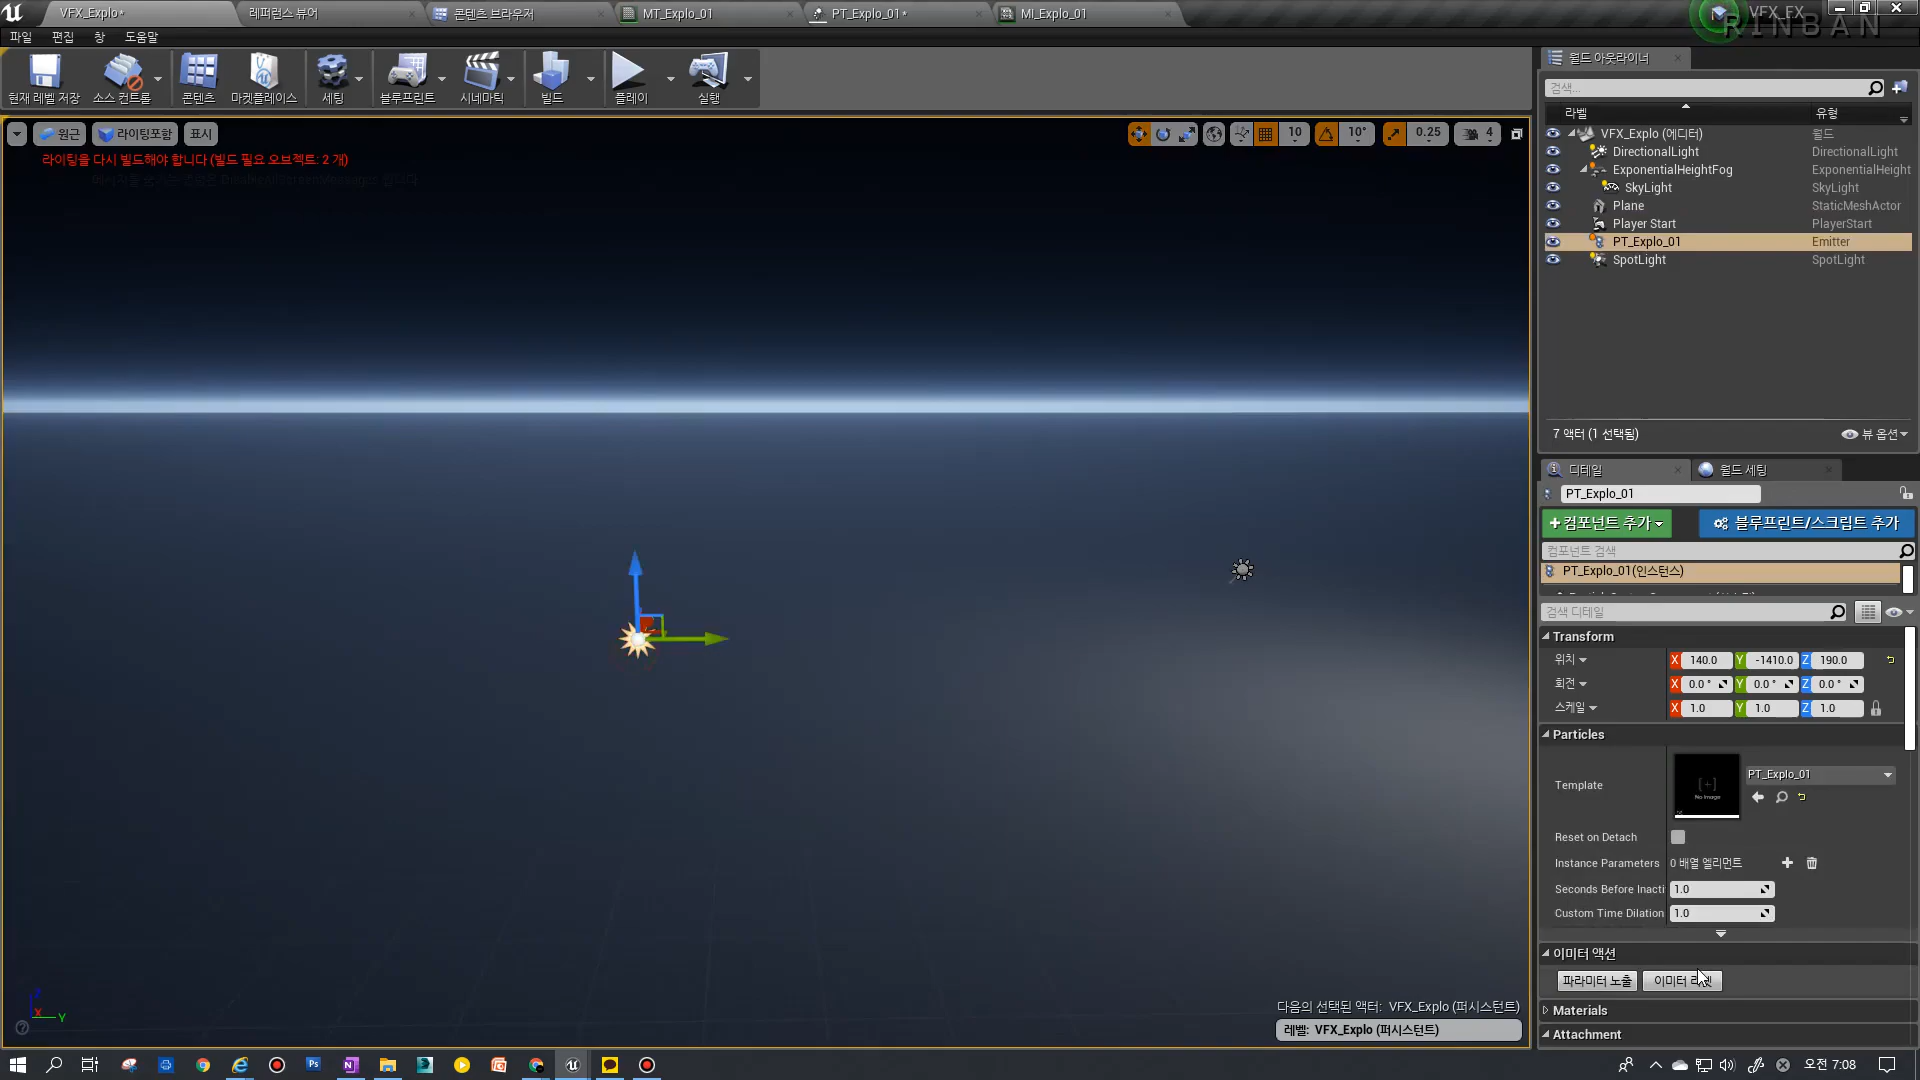 VFX_Explo*
레퍼런스 뷰어
콘텐츠 브라우저
MT_Explo_01
PT_Explo_01*
MI_Explo_01
VFX_EX
RINBAN
파일
편집
창
도움말
현재 레벨 저장
소스 컨트롤
콘텐츠
마켓플레이스
세팅
블루프린트
시네마틱
빌드
플레이
실행
원근
라이팅포함
표시
10
10°
0.25
4
라이팅을 다시 빌드해야 합니다 (빌드 필요 오브젝트: 2 개)
다음의 선택된 액터: VFX_Explo (퍼시스턴트)
레벨: VFX_Explo (퍼시스턴트)
월드 아웃라이너
검색...
라벨
유형
VFX_Explo (에디터)
월드
DirectionalLight
DirectionalLight
ExponentialHeightFog
ExponentialHeight
SkyLight
SkyLight
Plane
StaticMeshActor
Player Start
PlayerStart
PT_Explo_01
Emitter
SpotLight
SpotLight
7 액터 (1 선택됨)
뷰 옵션
디테일
월드 세팅
PT_Explo_01
+컴포넌트 추가
블루프린트/스크립트 추가
컴포넌트 검색
PT_Explo_01(인스턴스)
검색 디테일
Transform
위치
X 140.0 Y -1410.0 Z 190.0
회전
X 0.0° Y 0.0° Z 0.0°
스케일
X 1.0 Y 1.0 Z 1.0
Particles
Template
No Image
PT_Explo_01
Reset on Detach
Instance Parameters
0 배열 엘리먼트
Seconds Before Inacti
1.0
Custom Time Dilation
1.0
이미터 액션
파라미터 노출
이미터
Materials
Attachment
X
Y
Z
오전 7:08